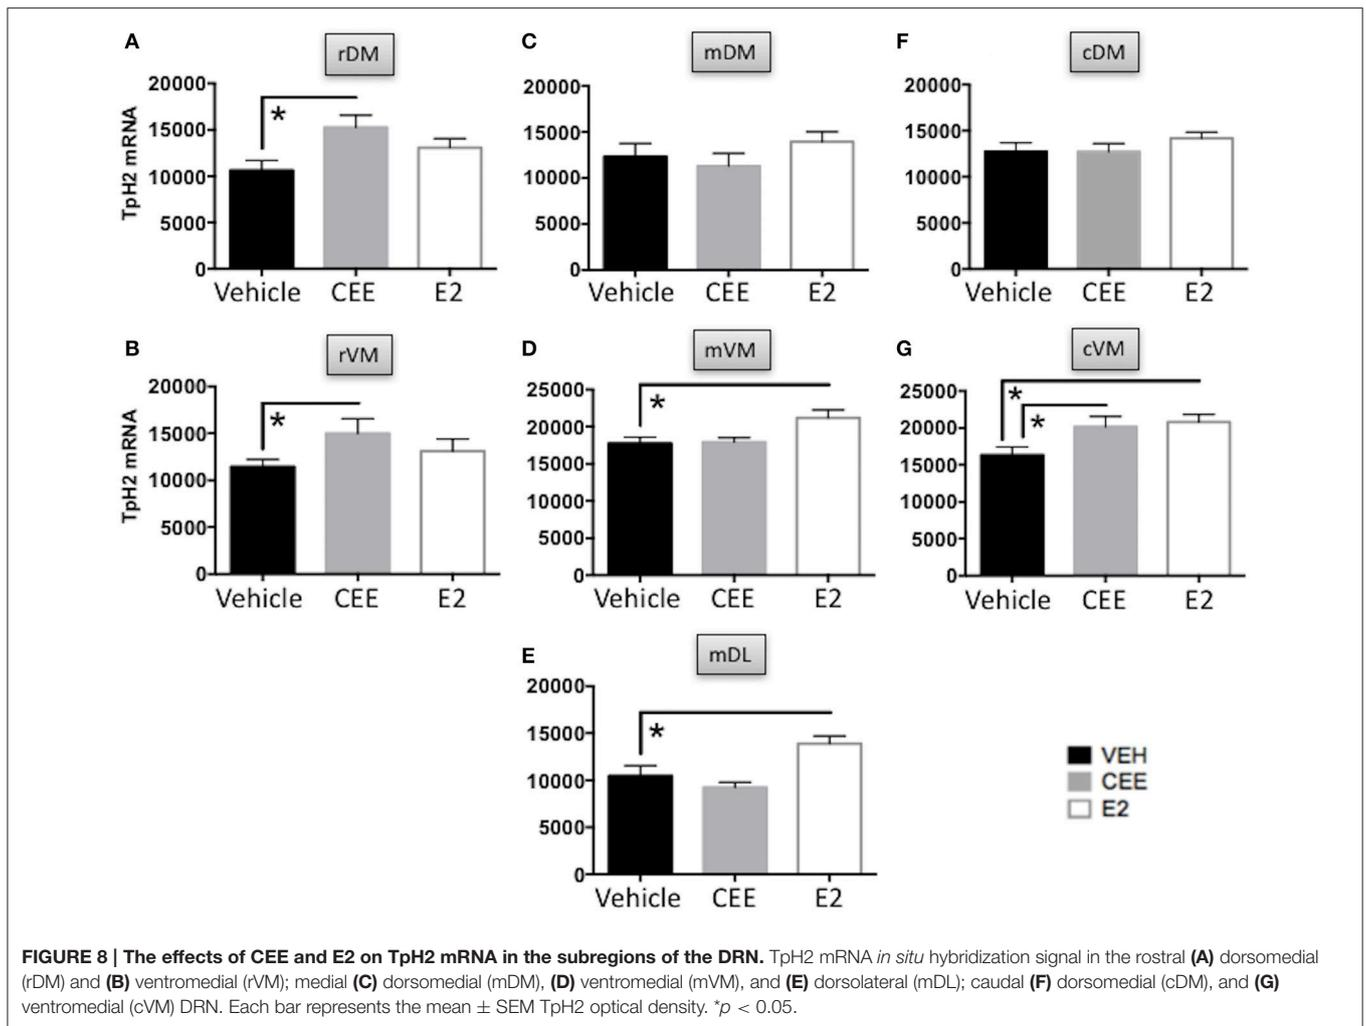 A
rDM
20000
15000
10000
5000
0
TpH2 mRNA
*
Vehicle CEE E2
C
mDM
20000
15000
10000
5000
0
Vehicle CEE E2
F
cDM
20000
15000
10000
5000
0
Vehicle CEE E2
B
rVM
20000
15000
10000
5000
0
TpH2 mRNA
*
Vehicle CEE E2
D
mVM
25000
20000
15000
10000
5000
0
*
Vehicle CEE E2
G
cVM
25000
20000
15000
10000
5000
0
*
*
Vehicle CEE E2
E
mDL
20000
15000
10000
5000
0
*
Vehicle CEE E2
VEH
CEE
E2
FIGURE 8 | The effects of CEE and E2 on TpH2 mRNA in the subregions of the DRN. TpH2 mRNA in situ hybridization signal in the rostral (A) dorsomedial
(rDM) and (B) ventromedial (rVM); medial (C) dorsomedial (mDM), (D) ventromedial (mVM), and (E) dorsolateral (mDL); caudal (F) dorsomedial (cDM), and (G)
ventromedial (cVM) DRN. Each bar represents the mean ± SEM TpH2 optical density. *p < 0.05.